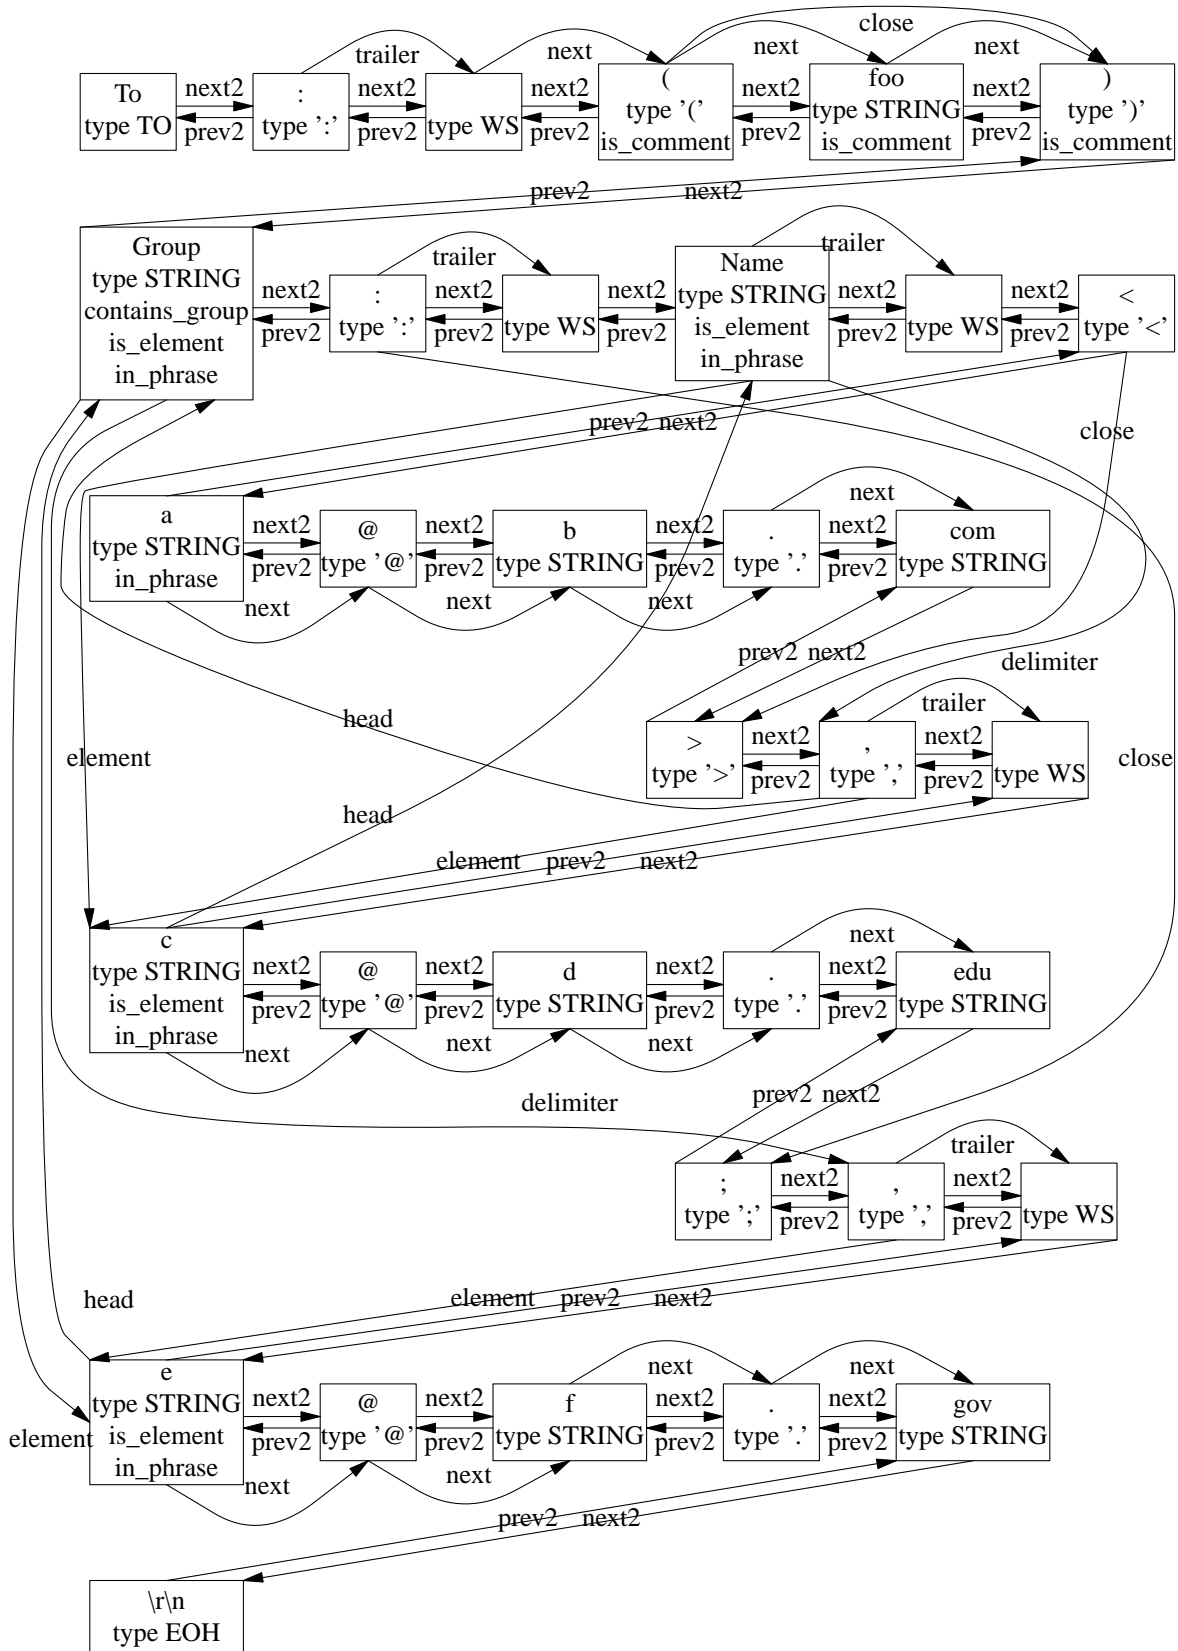 close
trailer next next next
To next2 : next2 next2 ( next2 foo next2 )
type TO prev2 type ':' prev2 type WS prev2 type '(' prev2 type STRING prev2 type ')'
is_comment is_comment is_comment
prev2 next2
Group trailer Name trailer
type STRING next2 : next2 next2 type STRING next2 next2 <
contains_group prev2 type ':' prev2 type WS prev2 is_element prev2 type WS prev2 type '<'
is_element in_phrase
in_phrase
prev2 next2 close
next
a next2 @ next2 b next2 . next2 com
type STRING prev2 type '@' prev2 type STRING prev2 type '.' prev2 type STRING
in_phrase
next next next
prev2 next2 delimiter
head trailer
element > next2 , next2 close
type '>' prev2 type ',' prev2 type WS
head
element prev2 next2
c next
type STRING next2 @ next2 d next2 . next2 edu
is_element prev2 type '@' prev2 type STRING prev2 type '.' prev2 type STRING
in_phrase next next next
prev2 next2
delimiter
trailer
; next2 , next2
type ';' prev2 type ',' prev2 type WS
head element prev2 next2
e next next
type STRING next2 @ next2 f next2 . next2 gov
element is_element prev2 type '@' prev2 type STRING prev2 type '.' prev2 type STRING
in_phrase next next
prev2 next2
\r\n
type EOH